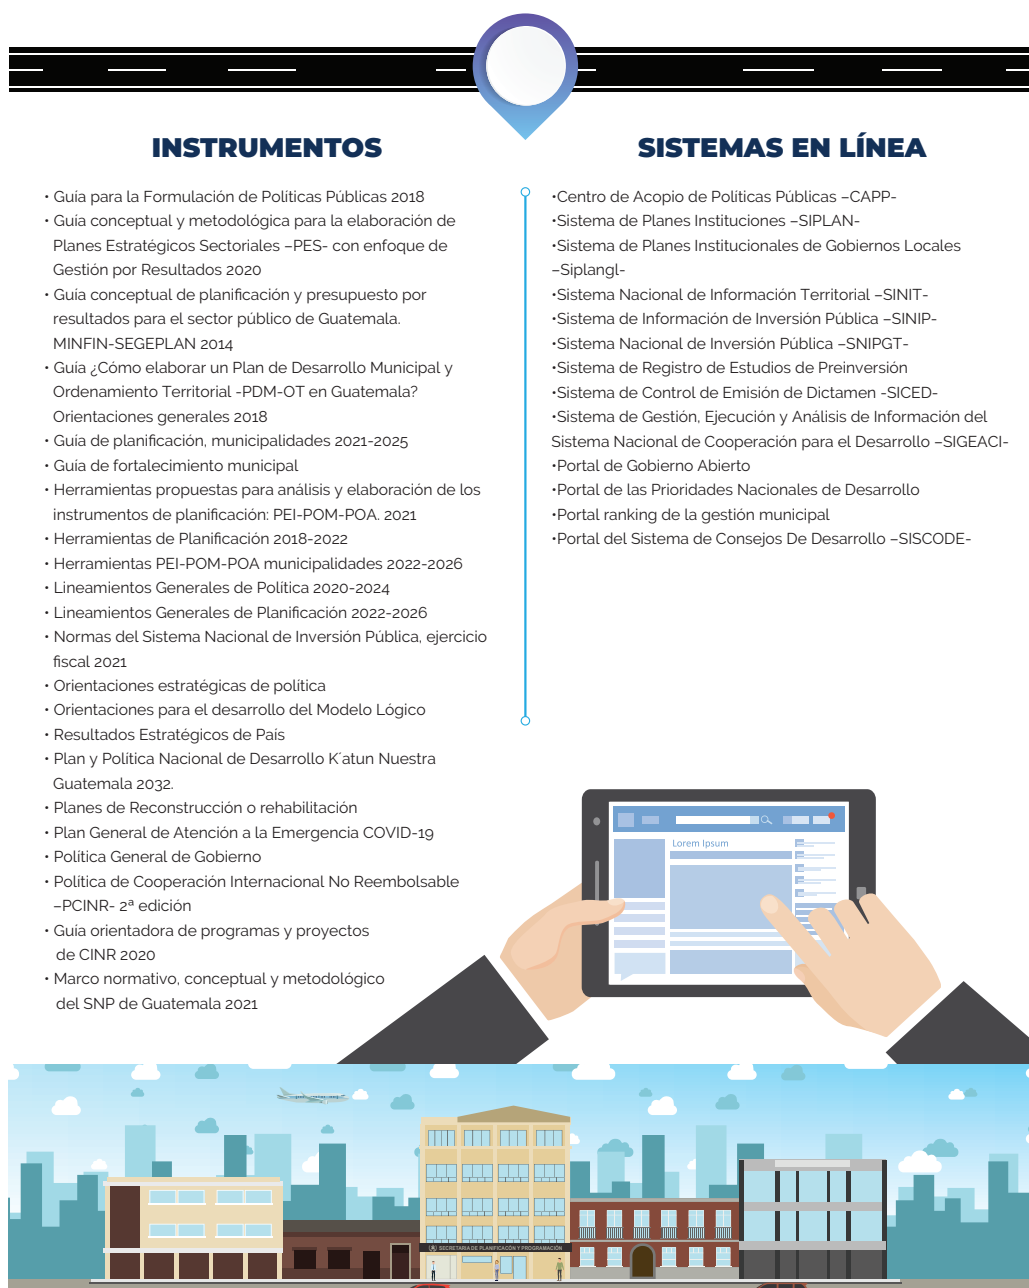 INSTRUMENTOS
• Guía para la Formulación de Políticas Públicas 2018
• Guía conceptual y metodológica para la elaboración de
Planes Estratégicos Sectoriales –PES- con enfoque de
Gestión por Resultados 2020
• Guía conceptual de planificación y presupuesto por
resultados para el sector público de Guatemala.
MINFIN-SEGEPLAN 2014
• Guía ¿Cómo elaborar un Plan de Desarrollo Municipal y
Ordenamiento Territorial -PDM-OT en Guatemala?
Orientaciones generales 2018
• Guía de planificación, municipalidades 2021-2025
• Guía de fortalecimiento municipal
• Herramientas propuestas para análisis y elaboración de los
instrumentos de planificación: PEI-POM-POA. 2021
• Herramientas de Planificación 2018-2022
• Herramientas PEI-POM-POA municipalidades 2022-2026
• Lineamientos Generales de Política 2020-2024
• Lineamientos Generales de Planificación 2022-2026
• Normas del Sistema Nacional de Inversión Pública, ejercicio
fiscal 2021
• Orientaciones estratégicas de política
• Orientaciones para el desarrollo del Modelo Lógico
• Resultados Estratégicos de País
• Plan y Política Nacional de Desarrollo K´atun Nuestra
Guatemala 2032.
• Planes de Reconstrucción o rehabilitación
• Plan General de Atención a la Emergencia COVID-19
• Política General de Gobierno
• Política de Cooperación Internacional No Reembolsable
–PCINR- 2ª edición
• Guía orientadora de programas y proyectos
de CINR 2020
• Marco normativo, conceptual y metodológico
del SNP de Guatemala 2021
SISTEMAS EN LÍNEA
•Centro de Acopio de Políticas Públicas –CAPP-
•Sistema de Planes Instituciones –SIPLAN-
•Sistema de Planes Institucionales de Gobiernos Locales
–Siplangl-
•Sistema Nacional de Información Territorial –SINIT-
•Sistema de Información de Inversión Pública –SINIP-
•Sistema Nacional de Inversión Pública –SNIPGT-
•Sistema de Registro de Estudios de Preinversión
•Sistema de Control de Emisión de Dictamen -SICED-
•Sistema de Gestión, Ejecución y Análisis de Información del
Sistema Nacional de Cooperación para el Desarrollo –SIGEACI-
•Portal de Gobierno Abierto
•Portal de las Prioridades Nacionales de Desarrollo
•Portal ranking de la gestión municipal
•Portal del Sistema de Consejos De Desarrollo –SISCODE-
Lorem Ipsum
SECRETARIA DE PLANIFICACÓN Y PROGRAMACIÓN